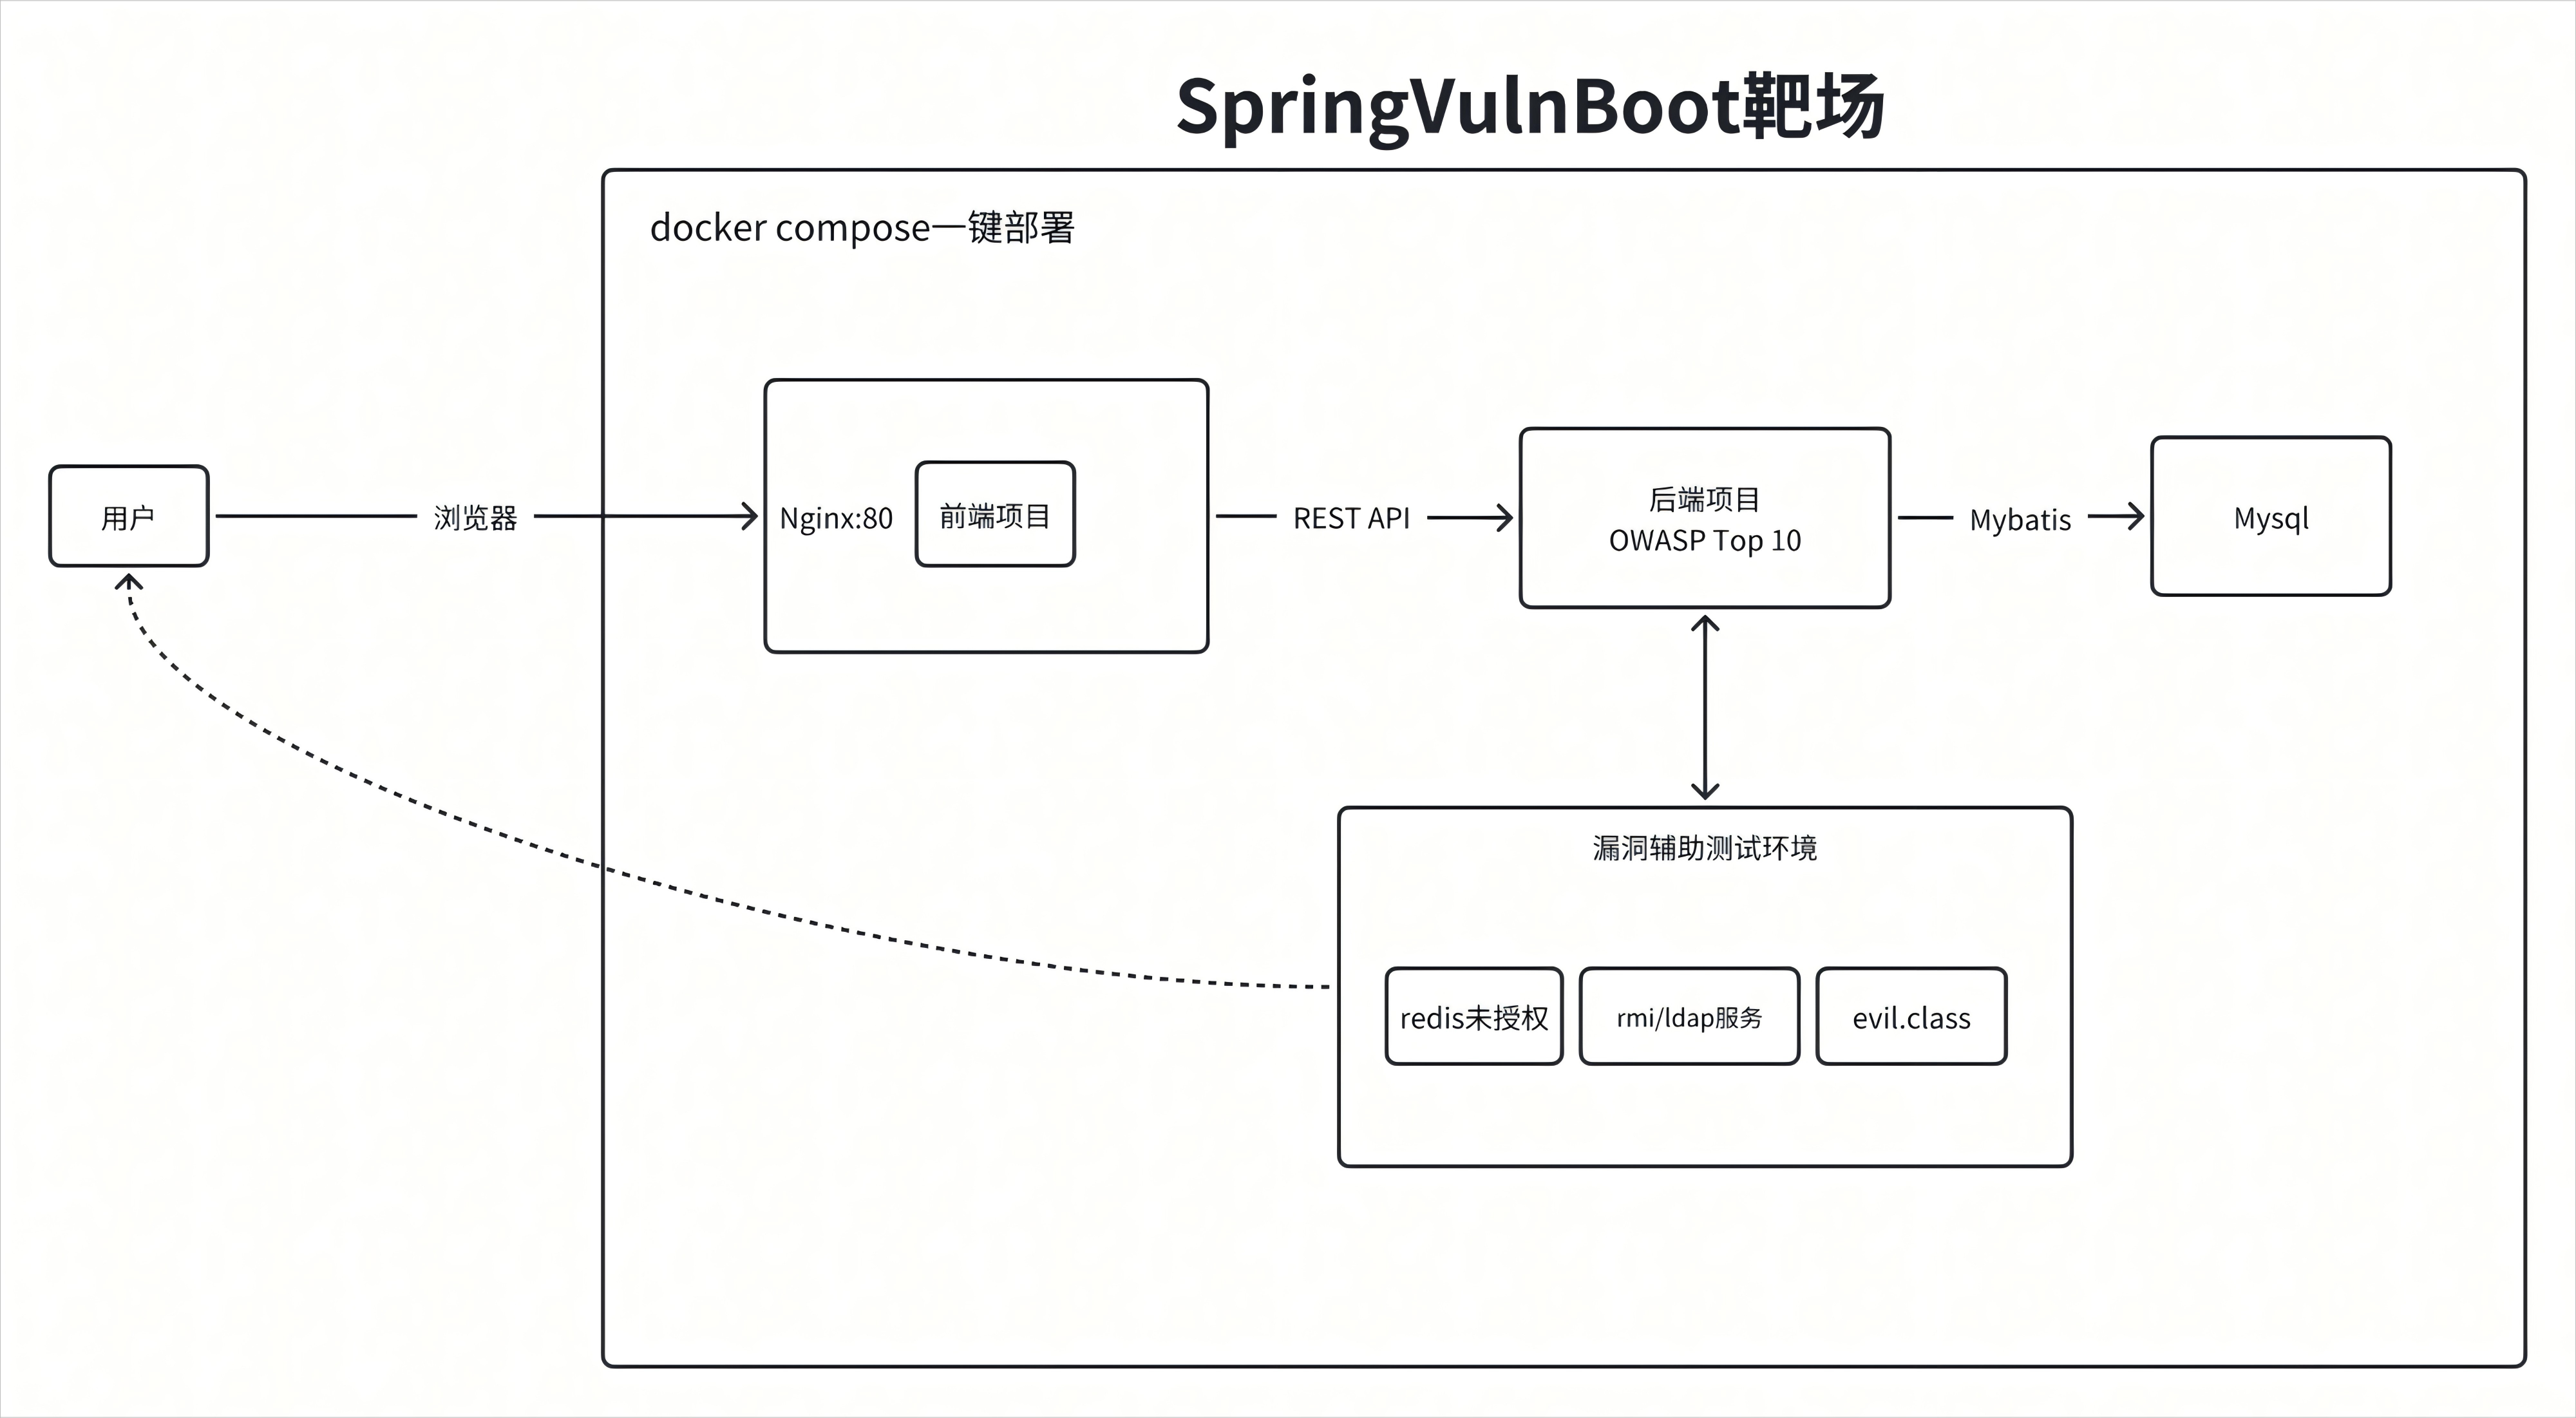 SpringVulnBoot靶场
docker compose一键部署
用户
浏览器
Nginx:80
前端项目
REST API
后端项目
OWASP Top 10
Mybatis
Mysql
漏洞辅助测试环境
redis未授权
rmi/ldap服务
evil.class